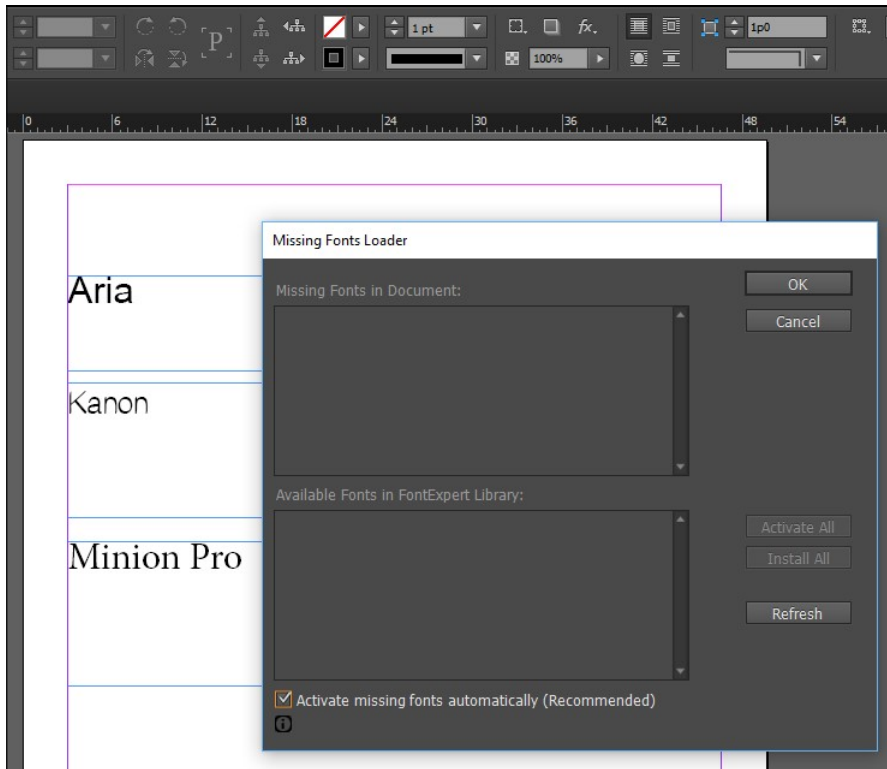 P
1 pt
fx.
1p0
100%
0 6 12 18 24 30 36 42 48 54
Missing Fonts Loader
Aria
Missing Fonts in Document:
OK
Cancel
Kanon
Available Fonts in FontExpert Library:
Activate All
Minion Pro
Install All
Refresh
Activate missing fonts automatically (Recommended)